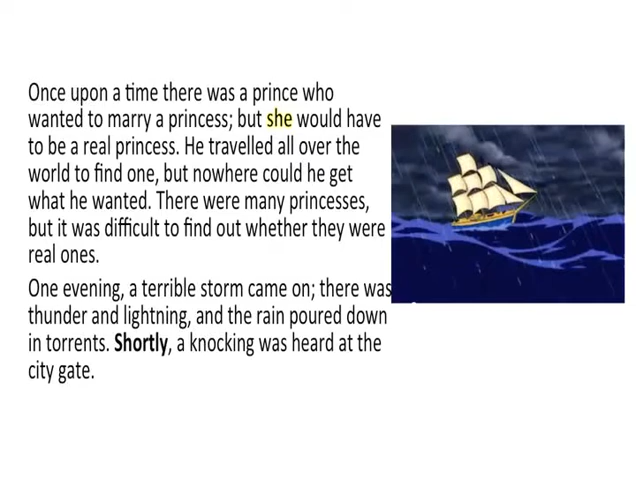 Once upon a time there was a prince who
wanted to marry a princess; but she would have
to be a real princess. He travelled all over the
world to find one, but nowhere could he get
what he wanted. There were many princesses,
but it was difficult to find out whether they were
real ones.
One evening, a terrible storm came on; there was
thunder and lightning, and the rain poured down
in torrents. Shortly, a knocking was heard at the
city gate.